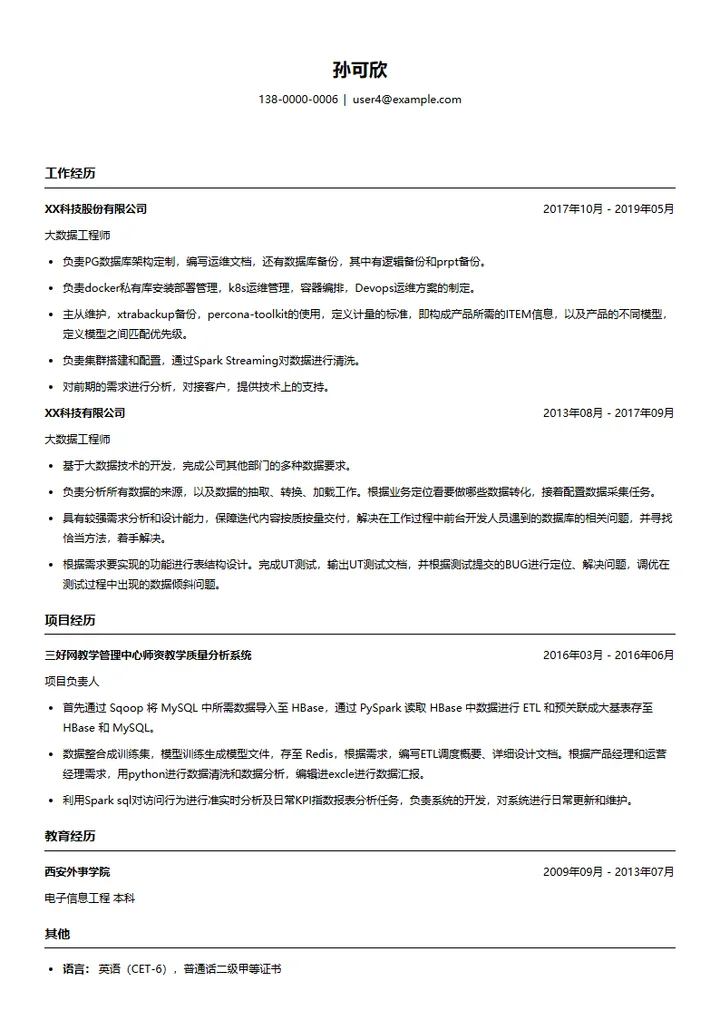 孙可欣
138-0000-0006 | user4@example.com
工作经历
XX科技股份有限公司 2017年10月 - 2019年05月
大数据工程师
• 负责PG数据库架构定制，编写运维文档，还有数据库备份，其中有逻辑备份和prpt备份。
• 负责docker私有库安装部署管理，k8s运维管理，容器编排，Devops运维方案的制定。
• 主从维护，xtrabackup备份，percona-toolkit的使用，定义计量的标准，即构成产品所需的ITEM信息，以及产品的不同模型，
定义模型之间匹配优先级。
• 负责集群搭建和配置，通过Spark Streaming对数据进行清洗。
• 对前期的需求进行分析，对接客户，提供技术上的支持。
XX科技有限公司 2013年08月 - 2017年09月
大数据工程师
• 基于大数据技术的开发，完成公司其他部门的多种数据要求。
• 负责分析所有数据的来源，以及数据的抽取、转换、加载工作。根据业务定位看要做哪些数据转化，接着配置数据采集任务。
• 具有较强需求分析和设计能力，保障迭代内容按质按量交付，解决在工作过程中前台开发人员遇到的数据库的相关问题，并寻找
恰当方法，着手解决。
• 根据需求要实现的功能进行表结构设计。完成UT测试，输出UT测试文档，并根据测试提交的BUG进行定位、解决问题，调优在
测试过程中出现的数据倾斜问题。
项目经历
三好网教学管理中心师资教学质量分析系统 2016年03月 - 2016年06月
项目负责人
• 首先通过 Sqoop 将 MySQL 中所需数据导入至 HBase，通过 PySpark 读取 HBase 中数据进行 ETL 和预关联成大基表存至
HBase 和 MySQL。
• 数据整合成训练集，模型训练生成模型文件，存至 Redis，根据需求，编写ETL调度概要、详细设计文档。根据产品经理和运营
经理需求，用python进行数据清洗和数据分析，编辑进excle进行数据汇报。
• 利用Spark sql对访问行为进行准实时分析及日常KPI指数报表分析任务，负责系统的开发，对系统进行日常更新和维护。
教育经历
西安外事学院 2009年09月 - 2013年07月
电子信息工程 本科
其他
• 语言： 英语（CET-6），普通话二级甲等证书